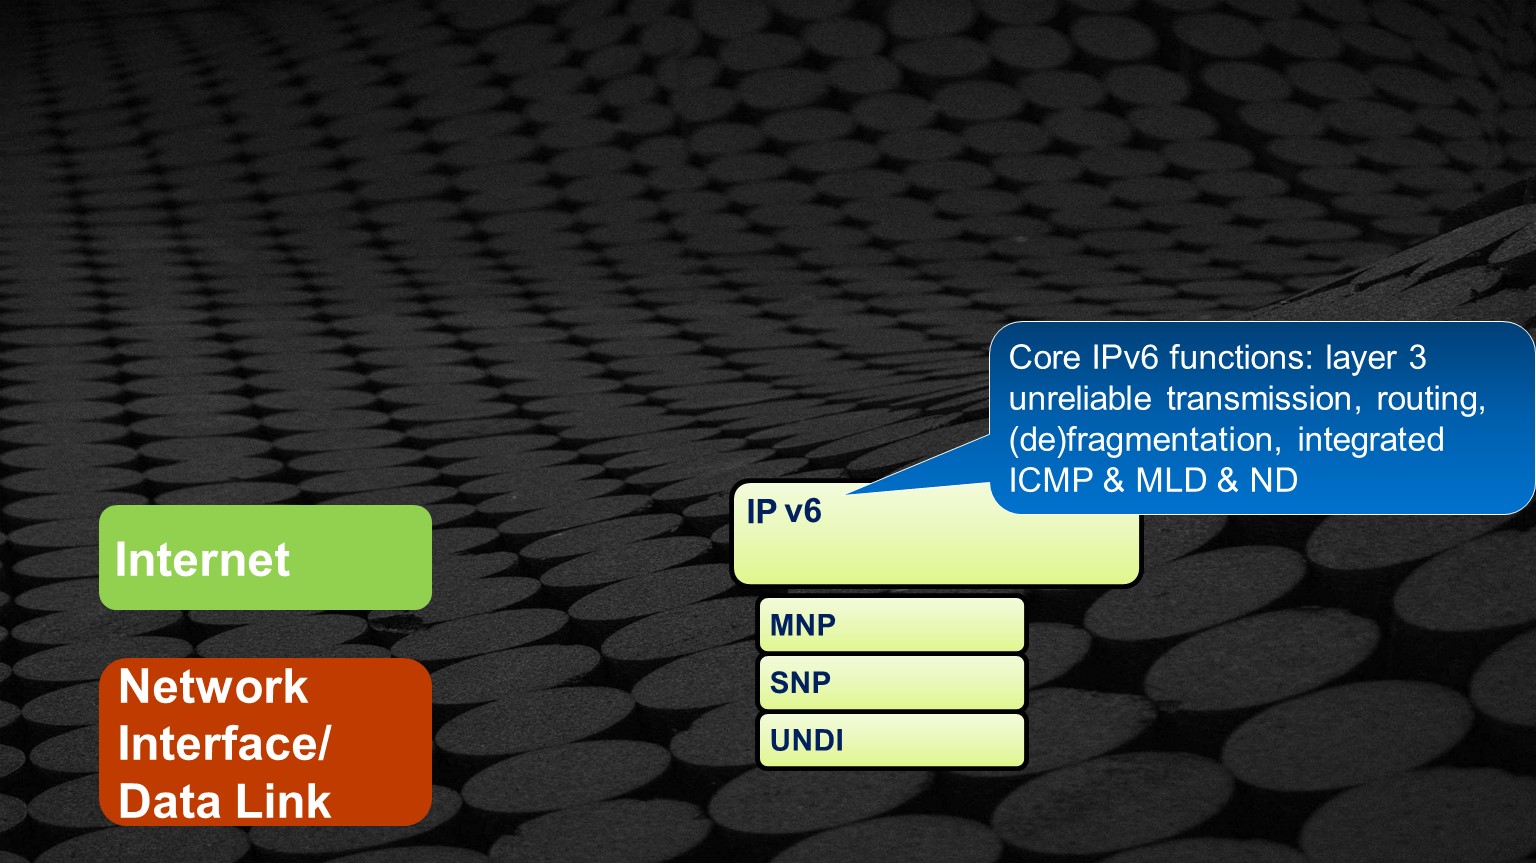 Core IPv6 functions: layer 3
unreliable transmission, routing,
(de)fragmentation, integrated
ICMP & MLD & ND
IP v6
Internet
MNP
SNP
UNDI
Network
Interface/
Data Link